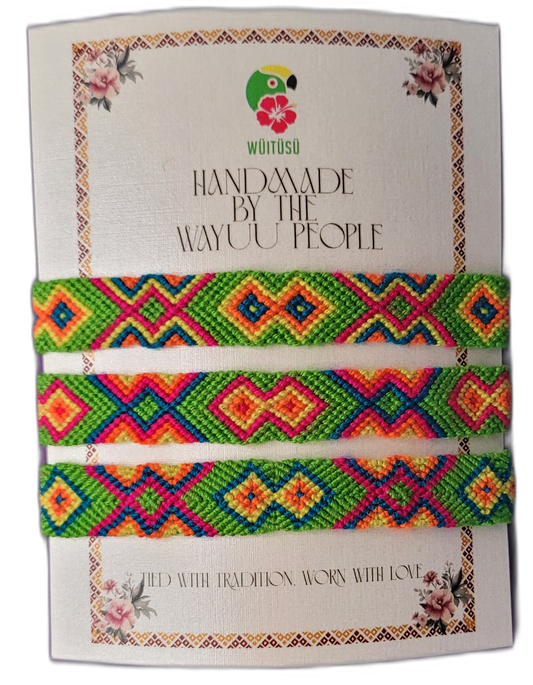 WÜITÜSÜ
HANDMADE
BY THE
WAYUU PEOPLE
TIED WITH TRADITION. WORN WITH LOVE